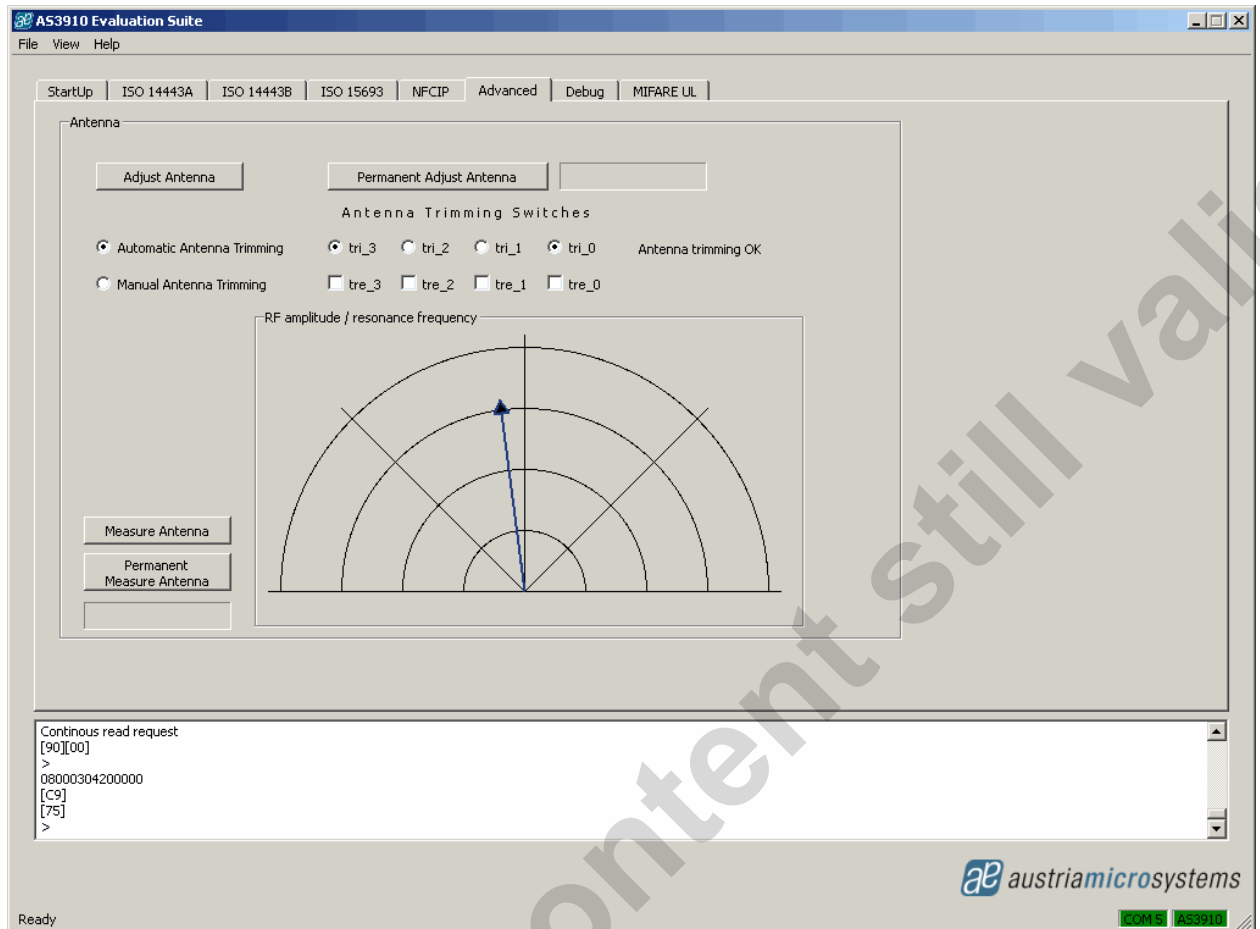 AS3910 Evaluation Suite
File View Help
StartUp ISO 14443A ISO 14443B ISO 15693 NFCIP Advanced Debug MIFARE UL
Antenna
Adjust Antenna Permanent Adjust Antenna
Antenna Trimming Switches
Automatic Antenna Trimming tri_3 tri_2 tri_1 tri_0 Antenna trimming OK
Manual Antenna Trimming tre_3 tre_2 tre_1 tre_0
RF amplitude / resonance frequency
Measure Antenna
Permanent
Measure Antenna
Continous read request
[90][00]
>
08000304200000
[C9]
[75]
>
austriamicrosystems
Ready COM 5 AS3910
still